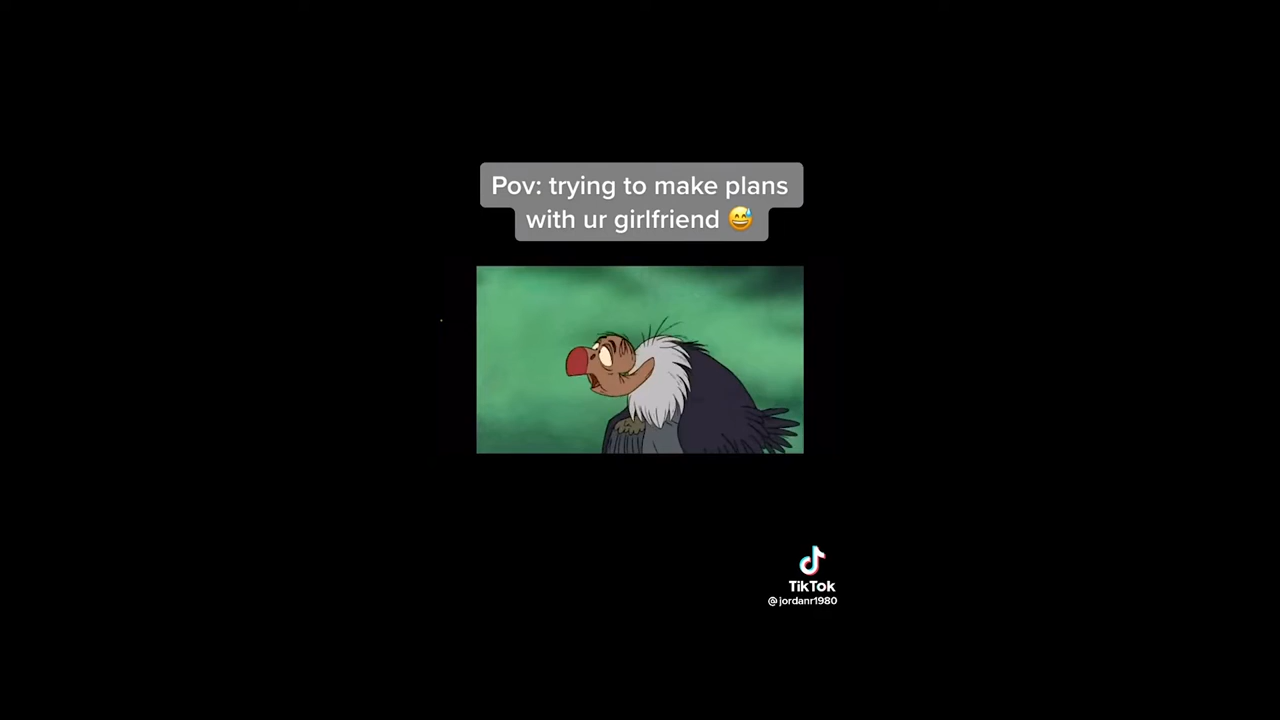 Pov: trying to make plans
with ur girlfriend 😅
TikTok
@jordanr1980